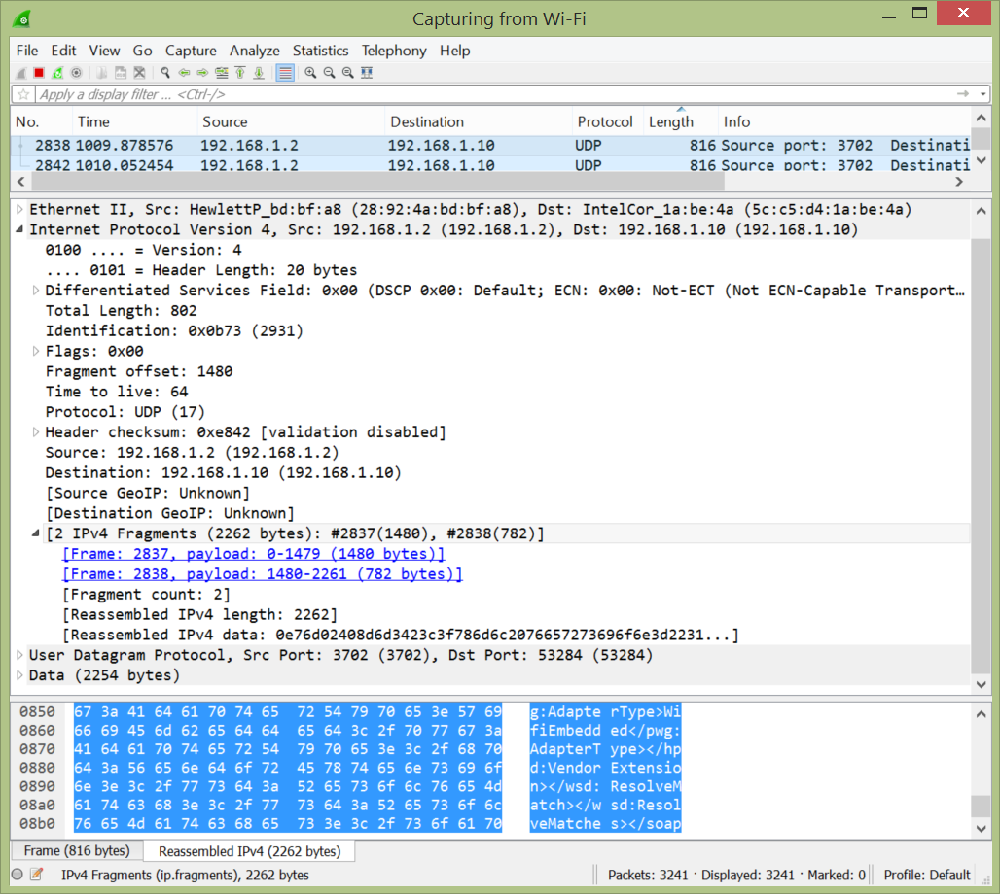 Capturing from Wi-Fi
File Edit View Go Capture Analyze Statistics Telephony Help
Apply a display filter ... <Ctrl-/>
No. Time Source Destination Protocol Length Info
2838 1009.878576 192.168.1.2 192.168.1.10 UDP 816 Source port: 3702 Destinati
2842 1010.052454 192.168.1.2 192.168.1.10 UDP 816 Source port: 3702 Destinati
Ethernet II, Src: HewlettP_bd:bf:a8 (28:92:4a:bd:bf:a8), Dst: IntelCor_1a:be:4a (5c:c5:d4:1a:be:4a)
Internet Protocol Version 4, Src: 192.168.1.2 (192.168.1.2), Dst: 192.168.1.10 (192.168.1.10)
0100 .... = Version: 4
.... 0101 = Header Length: 20 bytes
Differentiated Services Field: 0x00 (DSCP 0x00: Default; ECN: 0x00: Not-ECT (Not ECN-Capable Transport...
Total Length: 802
Identification: 0x0b73 (2931)
Flags: 0x00
Fragment offset: 1480
Time to live: 64
Protocol: UDP (17)
Header checksum: 0xe842 [validation disabled]
Source: 192.168.1.2 (192.168.1.2)
Destination: 192.168.1.10 (192.168.1.10)
[Source GeoIP: Unknown]
[Destination GeoIP: Unknown]
[2 IPv4 Fragments (2262 bytes): #2837(1480), #2838(782)]
[Frame: 2837, payload: 0-1479 (1480 bytes)]
[Frame: 2838, payload: 1480-2261 (782 bytes)]
[Fragment count: 2]
[Reassembled IPv4 length: 2262]
[Reassembled IPv4 data: 0e76d02408d6d3423c3f786d6c2076657273696f6e3d2231...]
User Datagram Protocol, Src Port: 3702 (3702), Dst Port: 53284 (53284)
Data (2254 bytes)
0850 67 3a 41 64 61 70 74 65 72 54 79 70 65 3e 57 69 g:Adapte rType>Wi
0860 66 69 45 6d 62 65 64 64 65 64 3c 2f 70 77 67 3a fiEmbedd ed</pwg:
0870 41 64 61 70 74 65 72 54 79 70 65 3e 3c 2f 68 70 AdapterT ype></hp
0880 64 3a 56 65 6e 64 6f 72 45 78 74 65 6e 73 69 6f d:Vendor Extensio
0890 6e 3e 3c 2f 77 73 64 3a 52 65 73 6f 6c 76 65 4d n></wsd: ResolveM
08a0 61 74 63 68 3e 3c 2f 77 73 64 3a 52 65 73 6f 6c atch></w sd:Resol
08b0 76 65 4d 61 74 63 68 65 73 3e 3c 2f 73 6f 61 70 veMatche s></soap
Frame (816 bytes) Reassembled IPv4 (2262 bytes)
IPv4 Fragments (ip.fragments), 2262 bytes Packets: 3241 · Displayed: 3241 · Marked: 0 Profile: Default